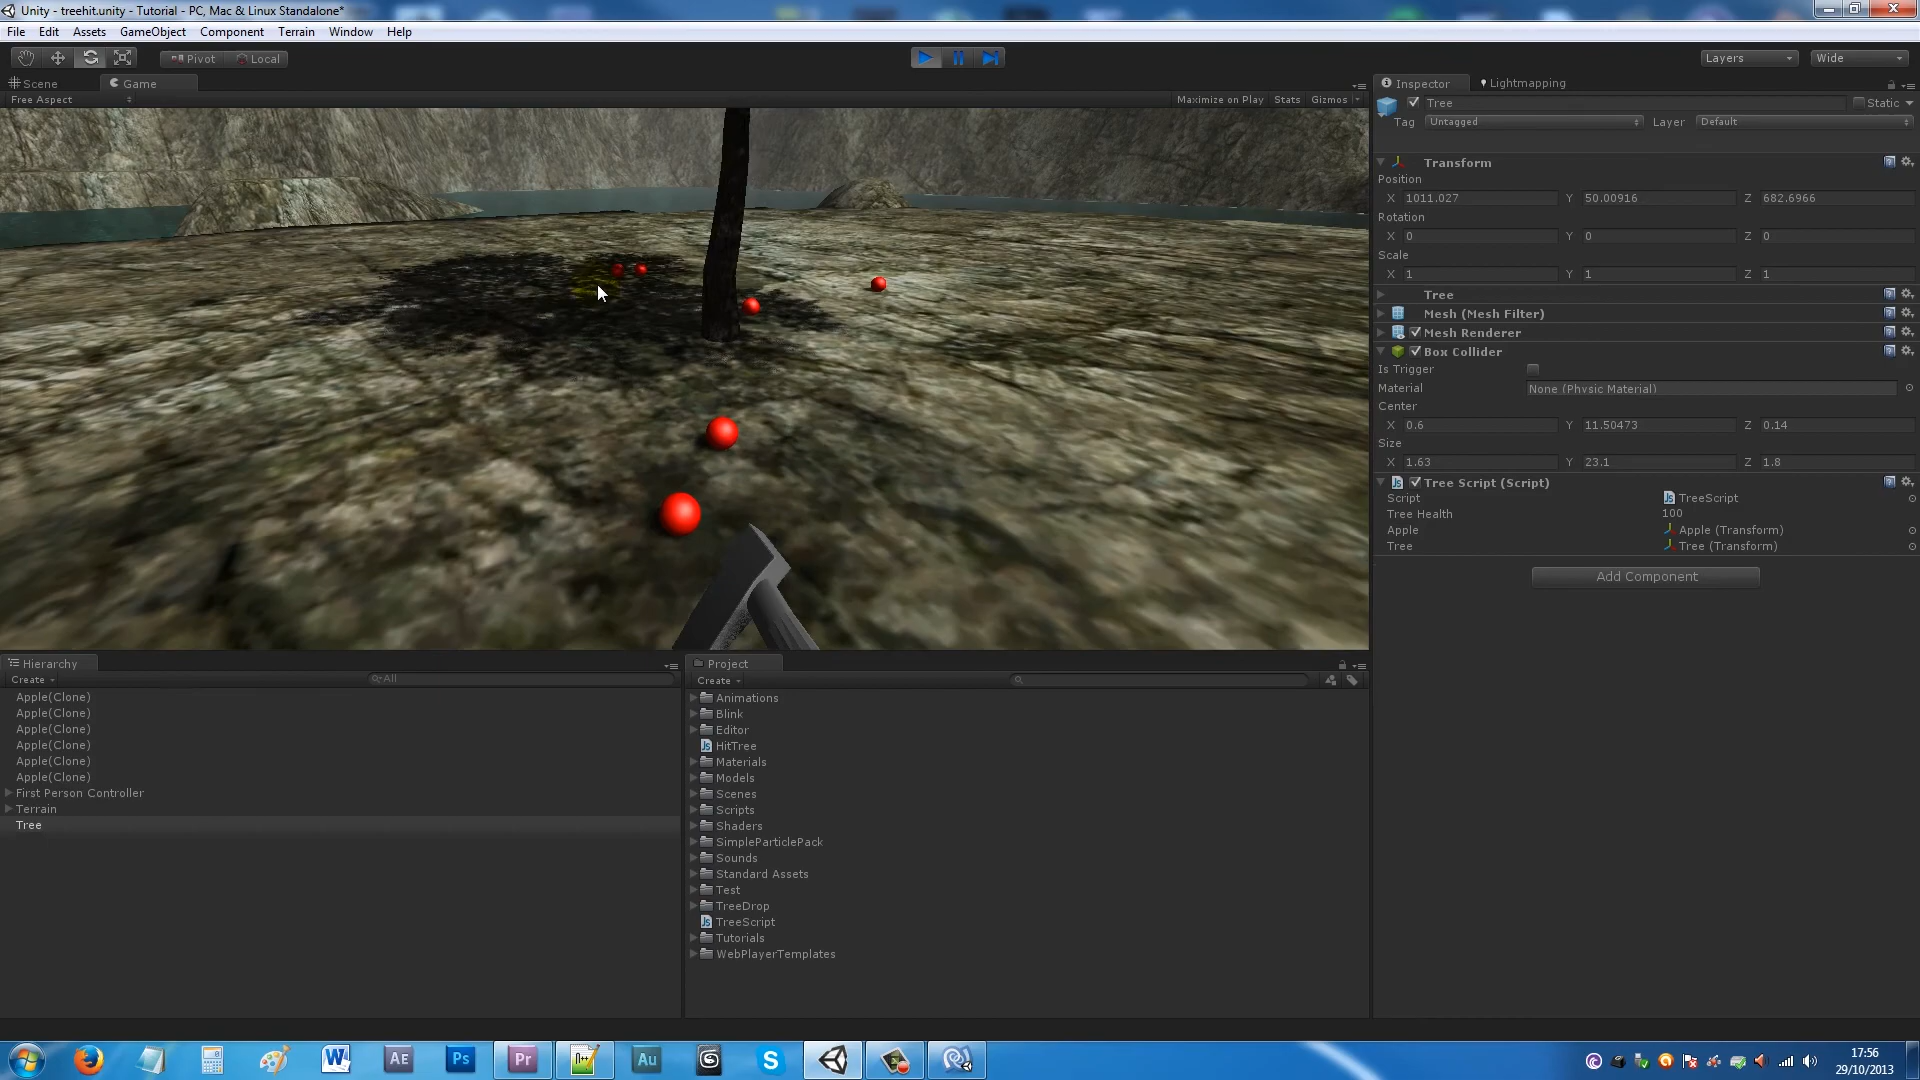 Unity - treehit.unity - Tutorial - PC, Mac & Linux Standalone*
File Edit Assets GameObject Component Terrain Window Help
Pivot Local Layers Wide
Scene Game
Free Aspect Maximize on Play Stats Gizmos
Inspector Lightmapping
Tree Static
Tag Untagged Layer Default
Transform
Position
X 1011.027 Y 50.00916 Z 682.6966
Rotation
X 0 Y 0 Z 0
Scale
X 1 Y 1 Z 1
Tree
Mesh (Mesh Filter)
Mesh Renderer
Box Collider
Is Trigger
Material None (Physic Material)
Center
X 0.6 Y 11.50473 Z 0.14
Size
X 1.63 Y 23.1 Z 1.8
Tree Script (Script)
Script TreeScript
Tree Health 100
Apple Apple (Transform)
Tree Tree (Transform)
Add Component
Hierarchy
Create All
Apple(Clone)
Apple(Clone)
Apple(Clone)
Apple(Clone)
Apple(Clone)
Apple(Clone)
First Person Controller
Terrain
Tree
Project
Create
Animations
Blink
Editor
HitTree
Materials
Models
Scenes
Scripts
Shaders
SimpleParticlePack
Sounds
Standard Assets
Test
TreeDrop
TreeScript
Tutorials
WebPlayerTemplates
W AE Ps Pr Au S
17:56
29/10/2013